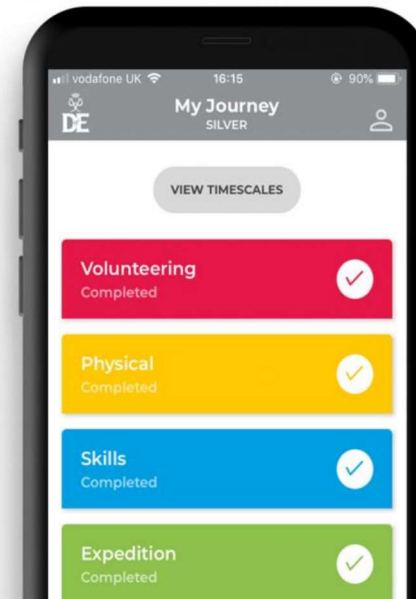 vodafone UK 16:15 90%
DE
My Journey
SILVER
VIEW TIMESCALES
Volunteering
Completed
Physical
Completed
Skills
Completed
Expedition
Completed